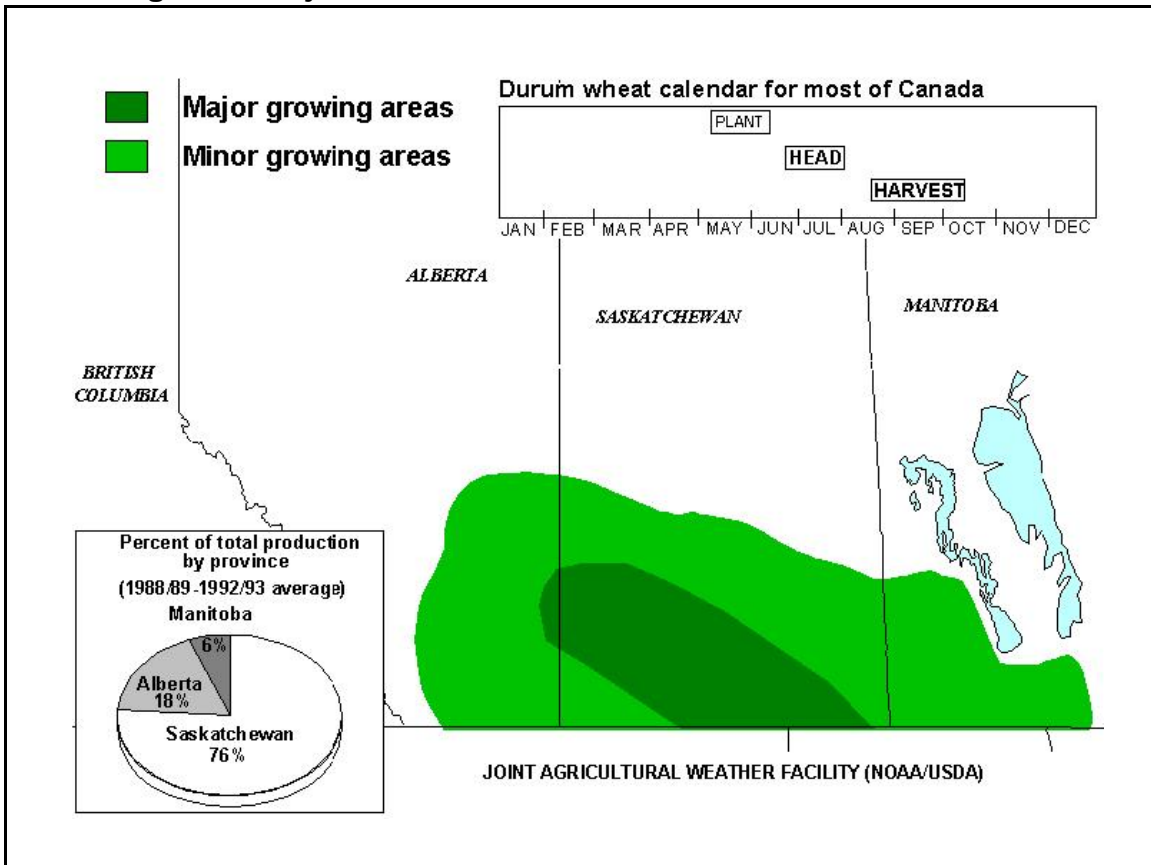 Major growing areas
Minor growing areas
Durum wheat calendar for most of Canada
PLANT
HEAD
HARVEST
JAN FEB MAR APR MAY JUN JUL AUG SEP OCT NOV DEC
ALBERTA
SASKATCHEWAN
MANITOBA
BRITISH
COLUMBIA
Percent of total production
by province
(1988/89-1992/93 average)
Manitoba
6%
Alberta
18%
Saskatchewan
76%
JOINT AGRICULTURAL WEATHER FACILITY (NOAA/USDA)